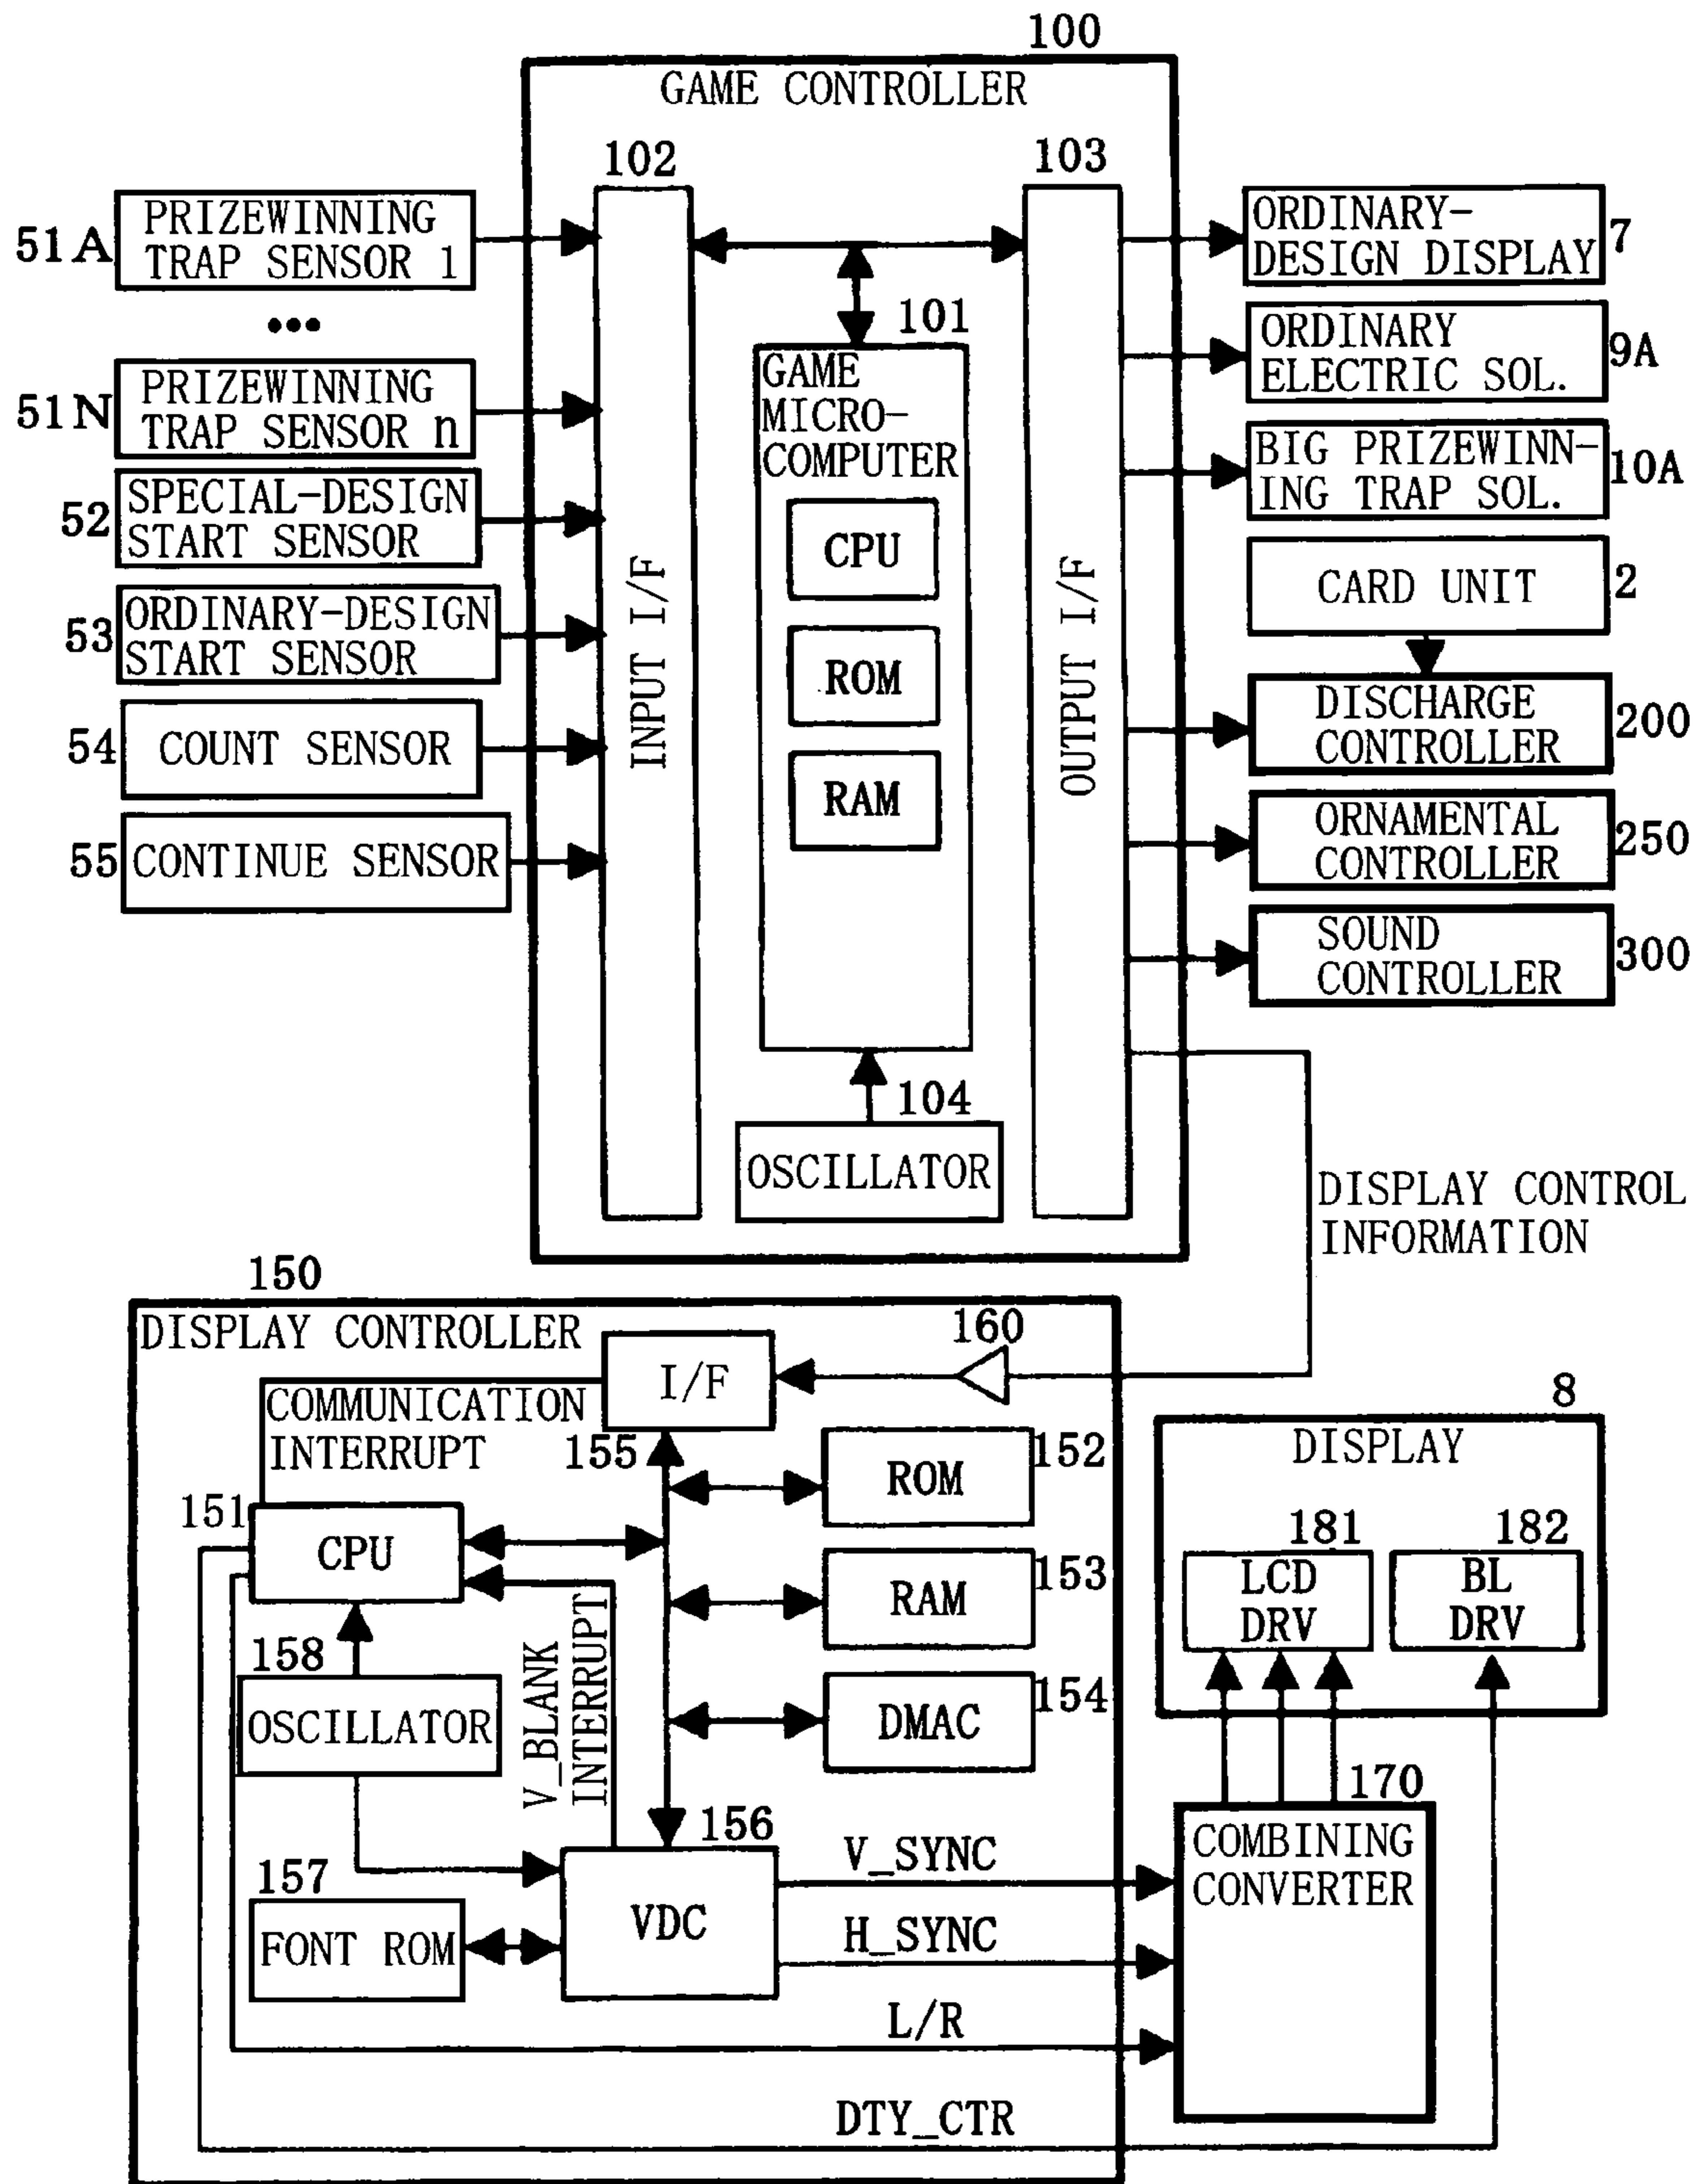 100
GAME CONTROLLER
102
103
51A
PRIZEWINNING
TRAP SENSOR 1
•••
51N
PRIZEWINNING
TRAP SENSOR n
52
SPECIAL-DESIGN
START SENSOR
53
ORDINARY-DESIGN
START SENSOR
54
COUNT SENSOR
55
CONTINUE SENSOR
INPUT I/F
101
GAME
MICRO-
COMPUTER
CPU
ROM
RAM
104
OSCILLATOR
OUTPUT I/F
ORDINARY-
DESIGN DISPLAY
7
ORDINARY
ELECTRIC SOL.
9A
BIG PRIZEWINN-
ING TRAP SOL.
10A
CARD UNIT
2
DISCHARGE
CONTROLLER
200
ORNAMENTAL
CONTROLLER
250
SOUND
CONTROLLER
300
DISPLAY CONTROL
INFORMATION
150
DISPLAY CONTROLLER
I/F
160
COMMUNICATION
INTERRUPT
155
ROM
152
151
CPU
RAM
153
158
OSCILLATOR
V_BLANK
INTERRUPT
DMAC
154
156
VDC
157
FONT ROM
V_SYNC
H_SYNC
L/R
DTY_CTR
8
DISPLAY
181
LCD
DRV
182
BL
DRV
170
COMBINING
CONVERTER